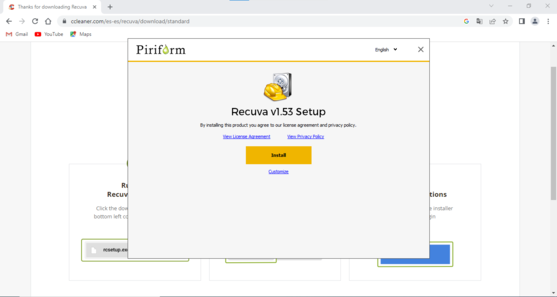 Thanks for downloading Recuva
ccleaner.com/es-es/recuva/download/standard
Gmail
YouTube
Maps
Piriform
English
Recuva v1.53 Setup
By installing this product you agree to our license agreement and privacy policy.
View License Agreement
View Privacy Policy
Install
Customize
Recuv
tions
Click the dow
e installer
bottom left co
rcsetup.ex